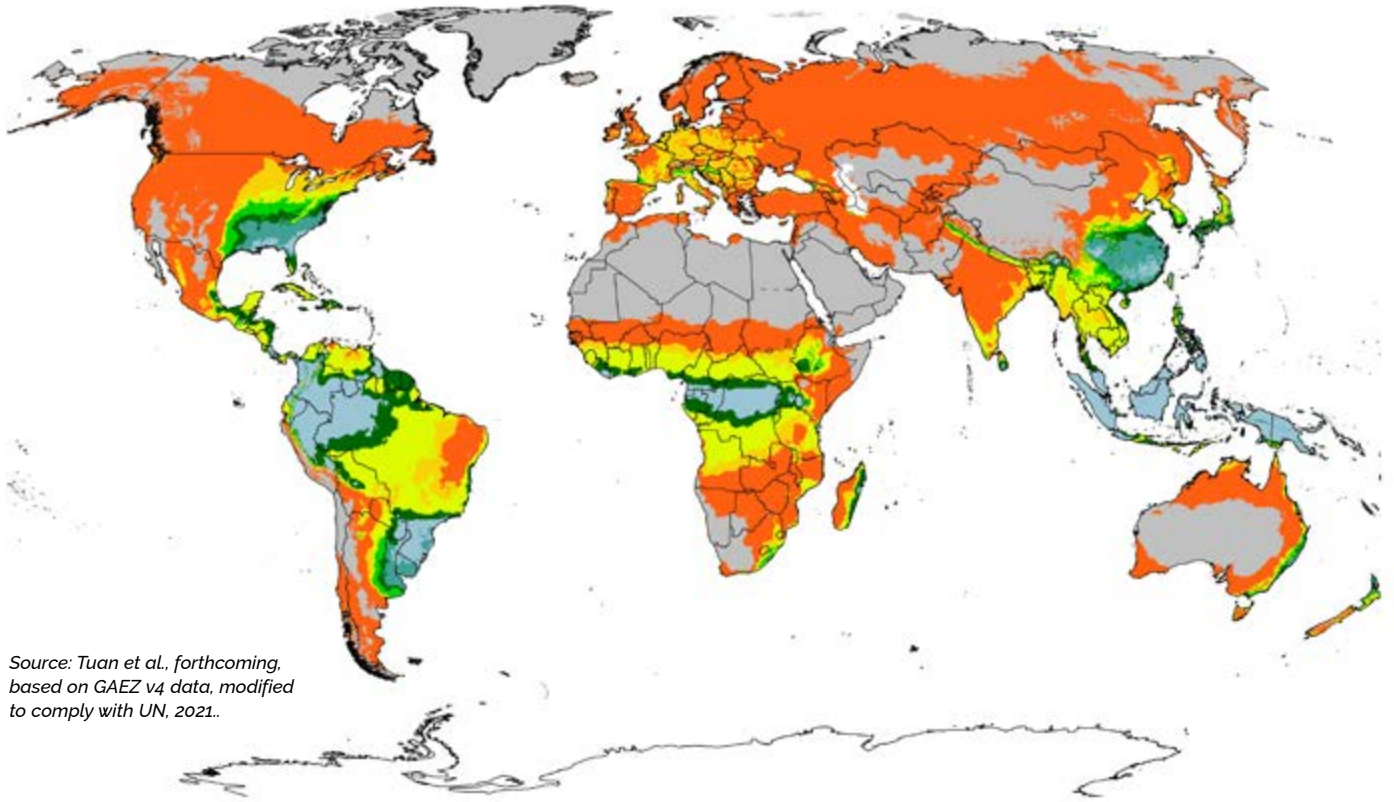 Source: Tuan et al., forthcoming,
based on GAEZ v4 data, modified
to comply with UN, 2021..